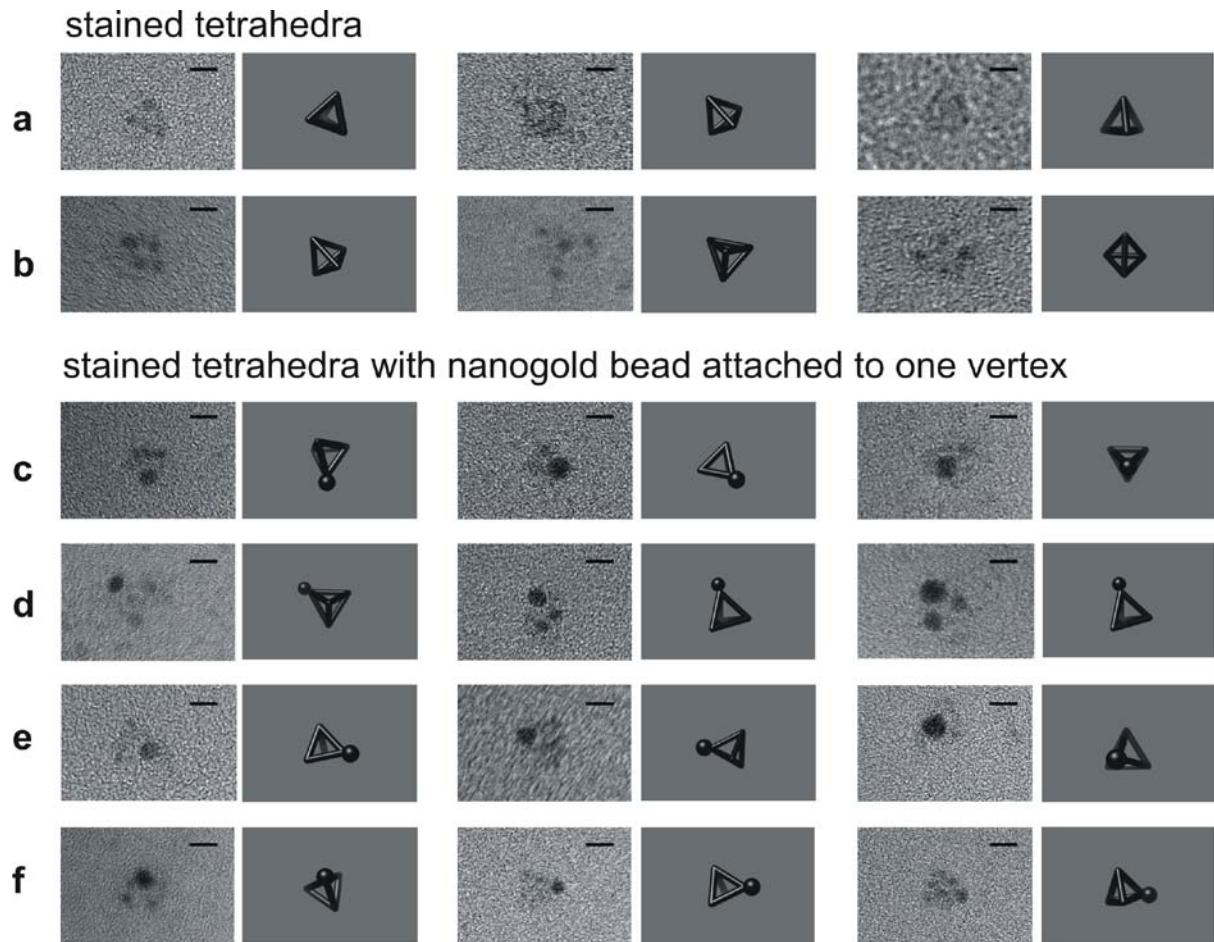 stained tetrahedra
a
b
stained tetrahedra with nanogold bead attached to one vertex
c
d
e
f